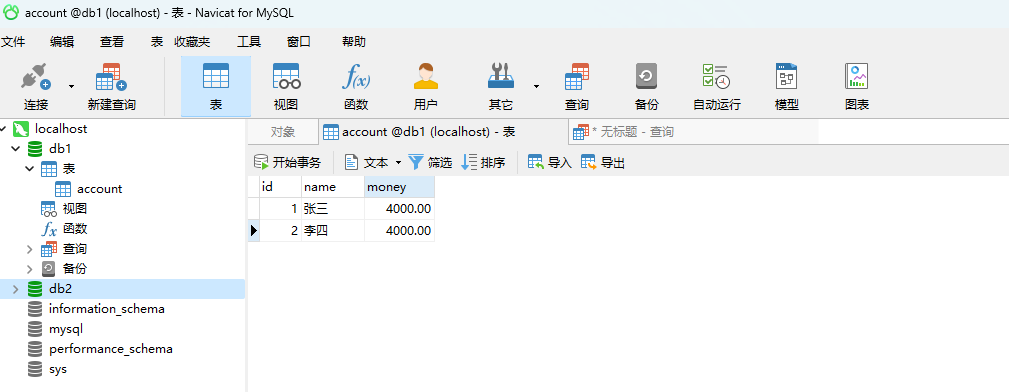 account @db1 (localhost) - 表 - Navicat for MySQL
文件 编辑 查看 表 收藏夹 工具 窗口 帮助
连接 新建查询 表 视图 函数 用户 其它 查询 备份 自动运行 模型 图表
localhost
db1
表
account
视图
函数
查询
备份
db2
information_schema
mysql
performance_schema
sys
对象 account @db1 (localhost) - 表 * 无标题 - 查询
开始事务 文本 筛选 排序 导入 导出
id name money
1 张三 4000.00
2 李四 4000.00